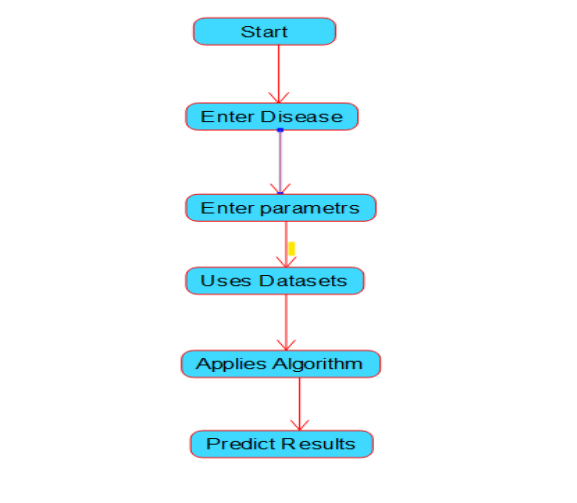 Start
Enter Disease
Enter parametrs
Uses Datasets
Applies Algorithm
Predict Results